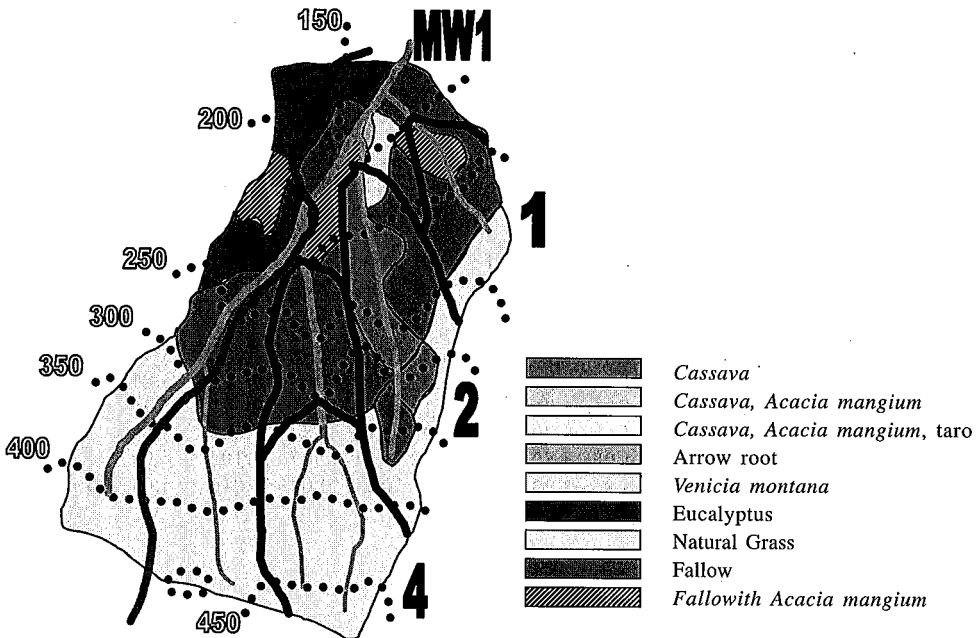 150
MW1
200
1
250
300
350
2
400
4
450
Cassava
Cassava, Acacia mangium
Cassava, Acacia mangium, taro
Arrow root
Venicia montana
Eucalyptus
Natural Grass
Fallow
Fallowith Acacia mangium